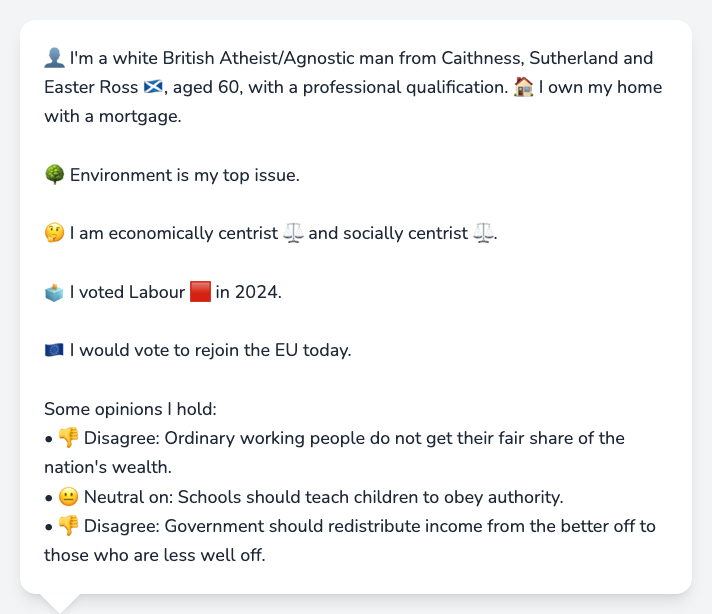 👤 I'm a white British Atheist/Agnostic man from Caithness, Sutherland and
Easter Ross 🏴󠁧󠁢󠁳󠁣󠁴󠁿, aged 60, with a professional qualification. 🏠 I own my home
with a mortgage.
🌳 Environment is my top issue.
🤔 I am economically centrist ⚖️ and socially centrist ⚖️.
🗳️ I voted Labour 🟥 in 2024.
🇪🇺 I would vote to rejoin the EU today.
Some opinions I hold:
• 👎 Disagree: Ordinary working people do not get their fair share of the
nation's wealth.
• 😐 Neutral on: Schools should teach children to obey authority.
• 👎 Disagree: Government should redistribute income from the better off to
those who are less well off.